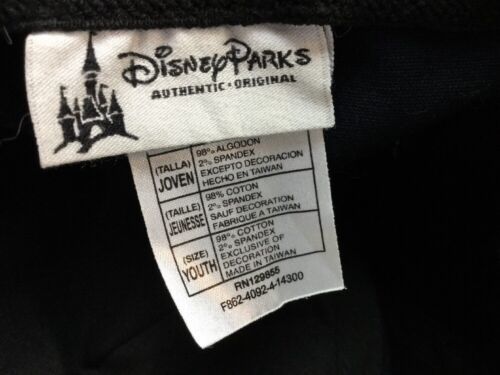 Disney Parks
AUTHENTIC · ORIGINAL
(TALLA)
JOVEN
98% ALGODON
2% SPANDEX
EXCEPTO DECORACION
HECHO EN TAIWAN
(TAILLE)
JEUNESSE
98% COTON
2% SPANDEX
SAUF DECORATION
FABRIQUE A TAIWAN
(SIZE)
YOUTH
98% COTTON
2% SPANDEX
EXCLUSIVE OF
DECORATION
MADE IN TAIWAN
RN129855
F862-4092-4-14300